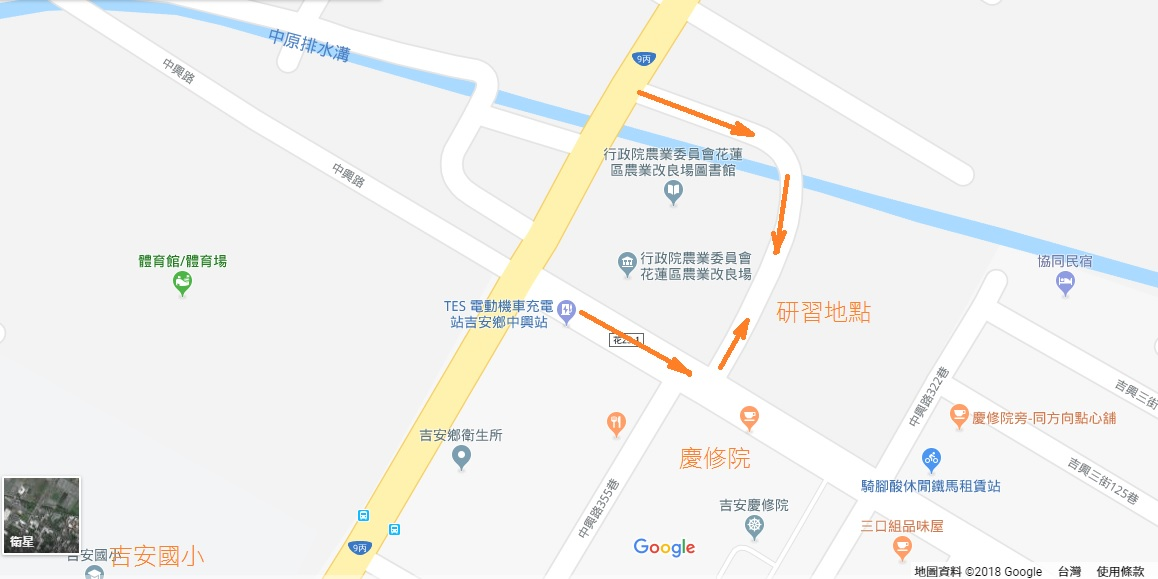 中原排水溝
9丙
中興路
行政院農業委員會花蓮
區農業改良場圖書館
中興路
體育館/體育場
行政院農業委員會
花蓮區農業改良場
協同民宿
TES 電動機車充電
站吉安鄉中興站
研習地點
吉興三街
中興路322巷
慶修院旁-同方向點心舖
吉安鄉衛生所
慶修院
吉興三街125巷
騎腳酸休閒鐵馬租賃站
中興路355巷
吉安慶修院
三口組品味屋
衛星
9丙
Google
吉安國小
吉安國小
地圖資料 ©2018 Google 台灣 使用條款